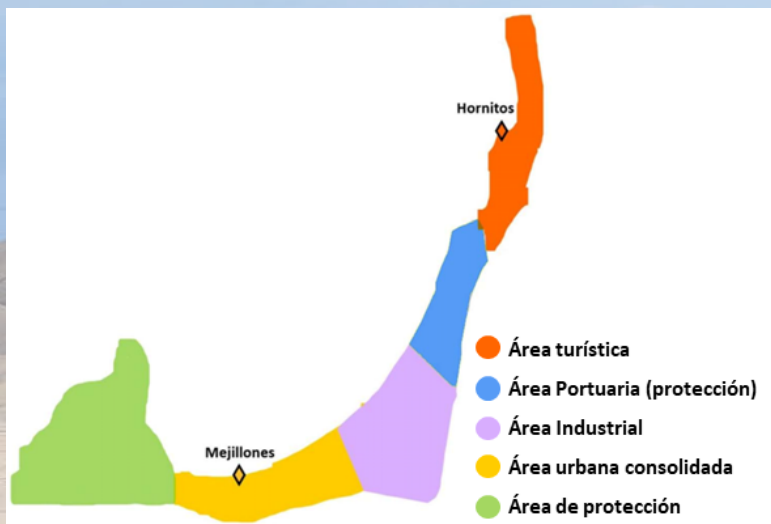 Hornitos
Mejillones
Área turística
Área Portuaria (protección)
Área Industrial
Área urbana consolidada
Área de protección